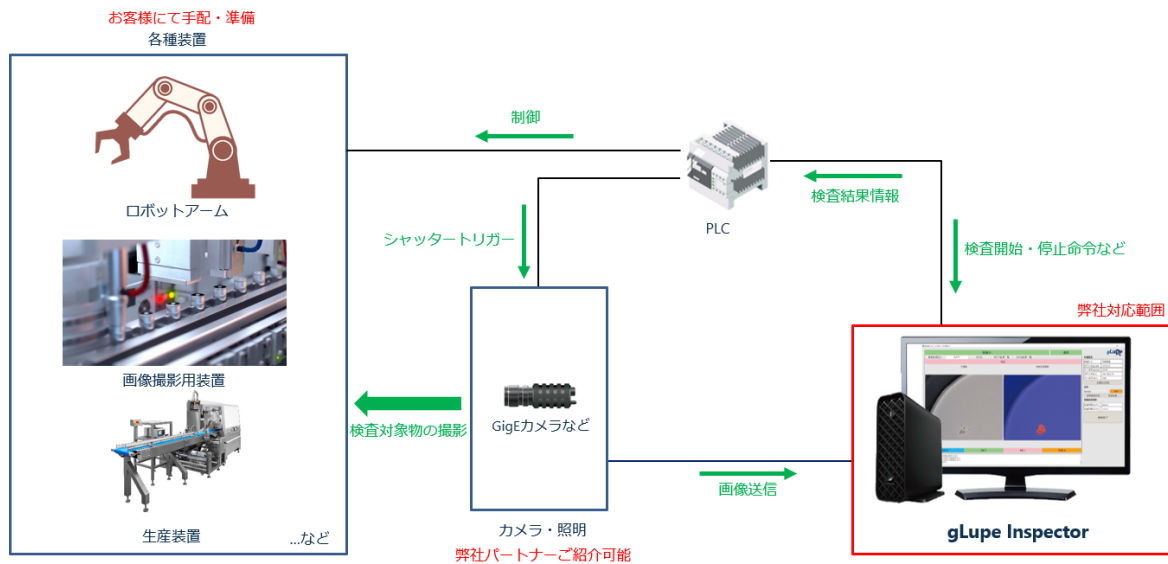 お客様にて手配・準備
各種装置
ロボットアーム
画像撮影用装置
生産装置
...など
制御
シャッタートリガー
PLC
検査結果情報
検査開始・停止命令など
検査対象物の撮影
GigEカメラなど
カメラ・照明
弊社パートナーご紹介可能
画像送信
弊社対応範囲
gLupe
gLupe Inspector